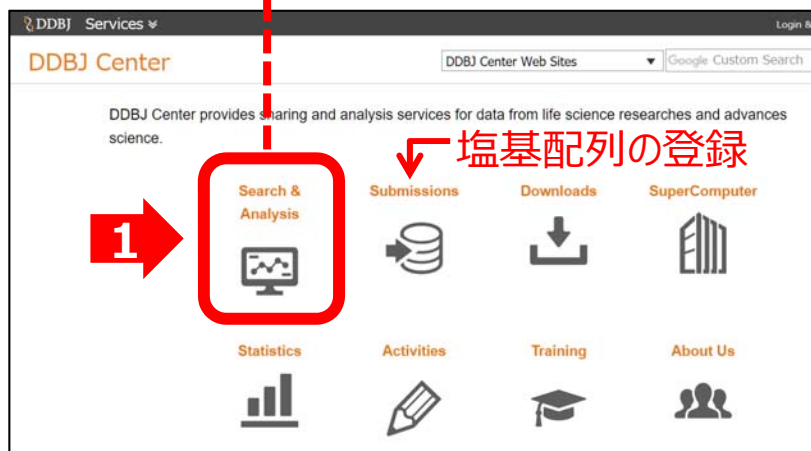 DDBJ Services
Login &
DDBJ Center
DDBJ Center Web Sites
Google Custom Search
DDBJ Center provides sharing and analysis services for data from life science researches and advances
science.
塩基配列の登録
1
Search &
Analysis
Submissions
Downloads
SuperComputer
Statistics
Activities
Training
About Us